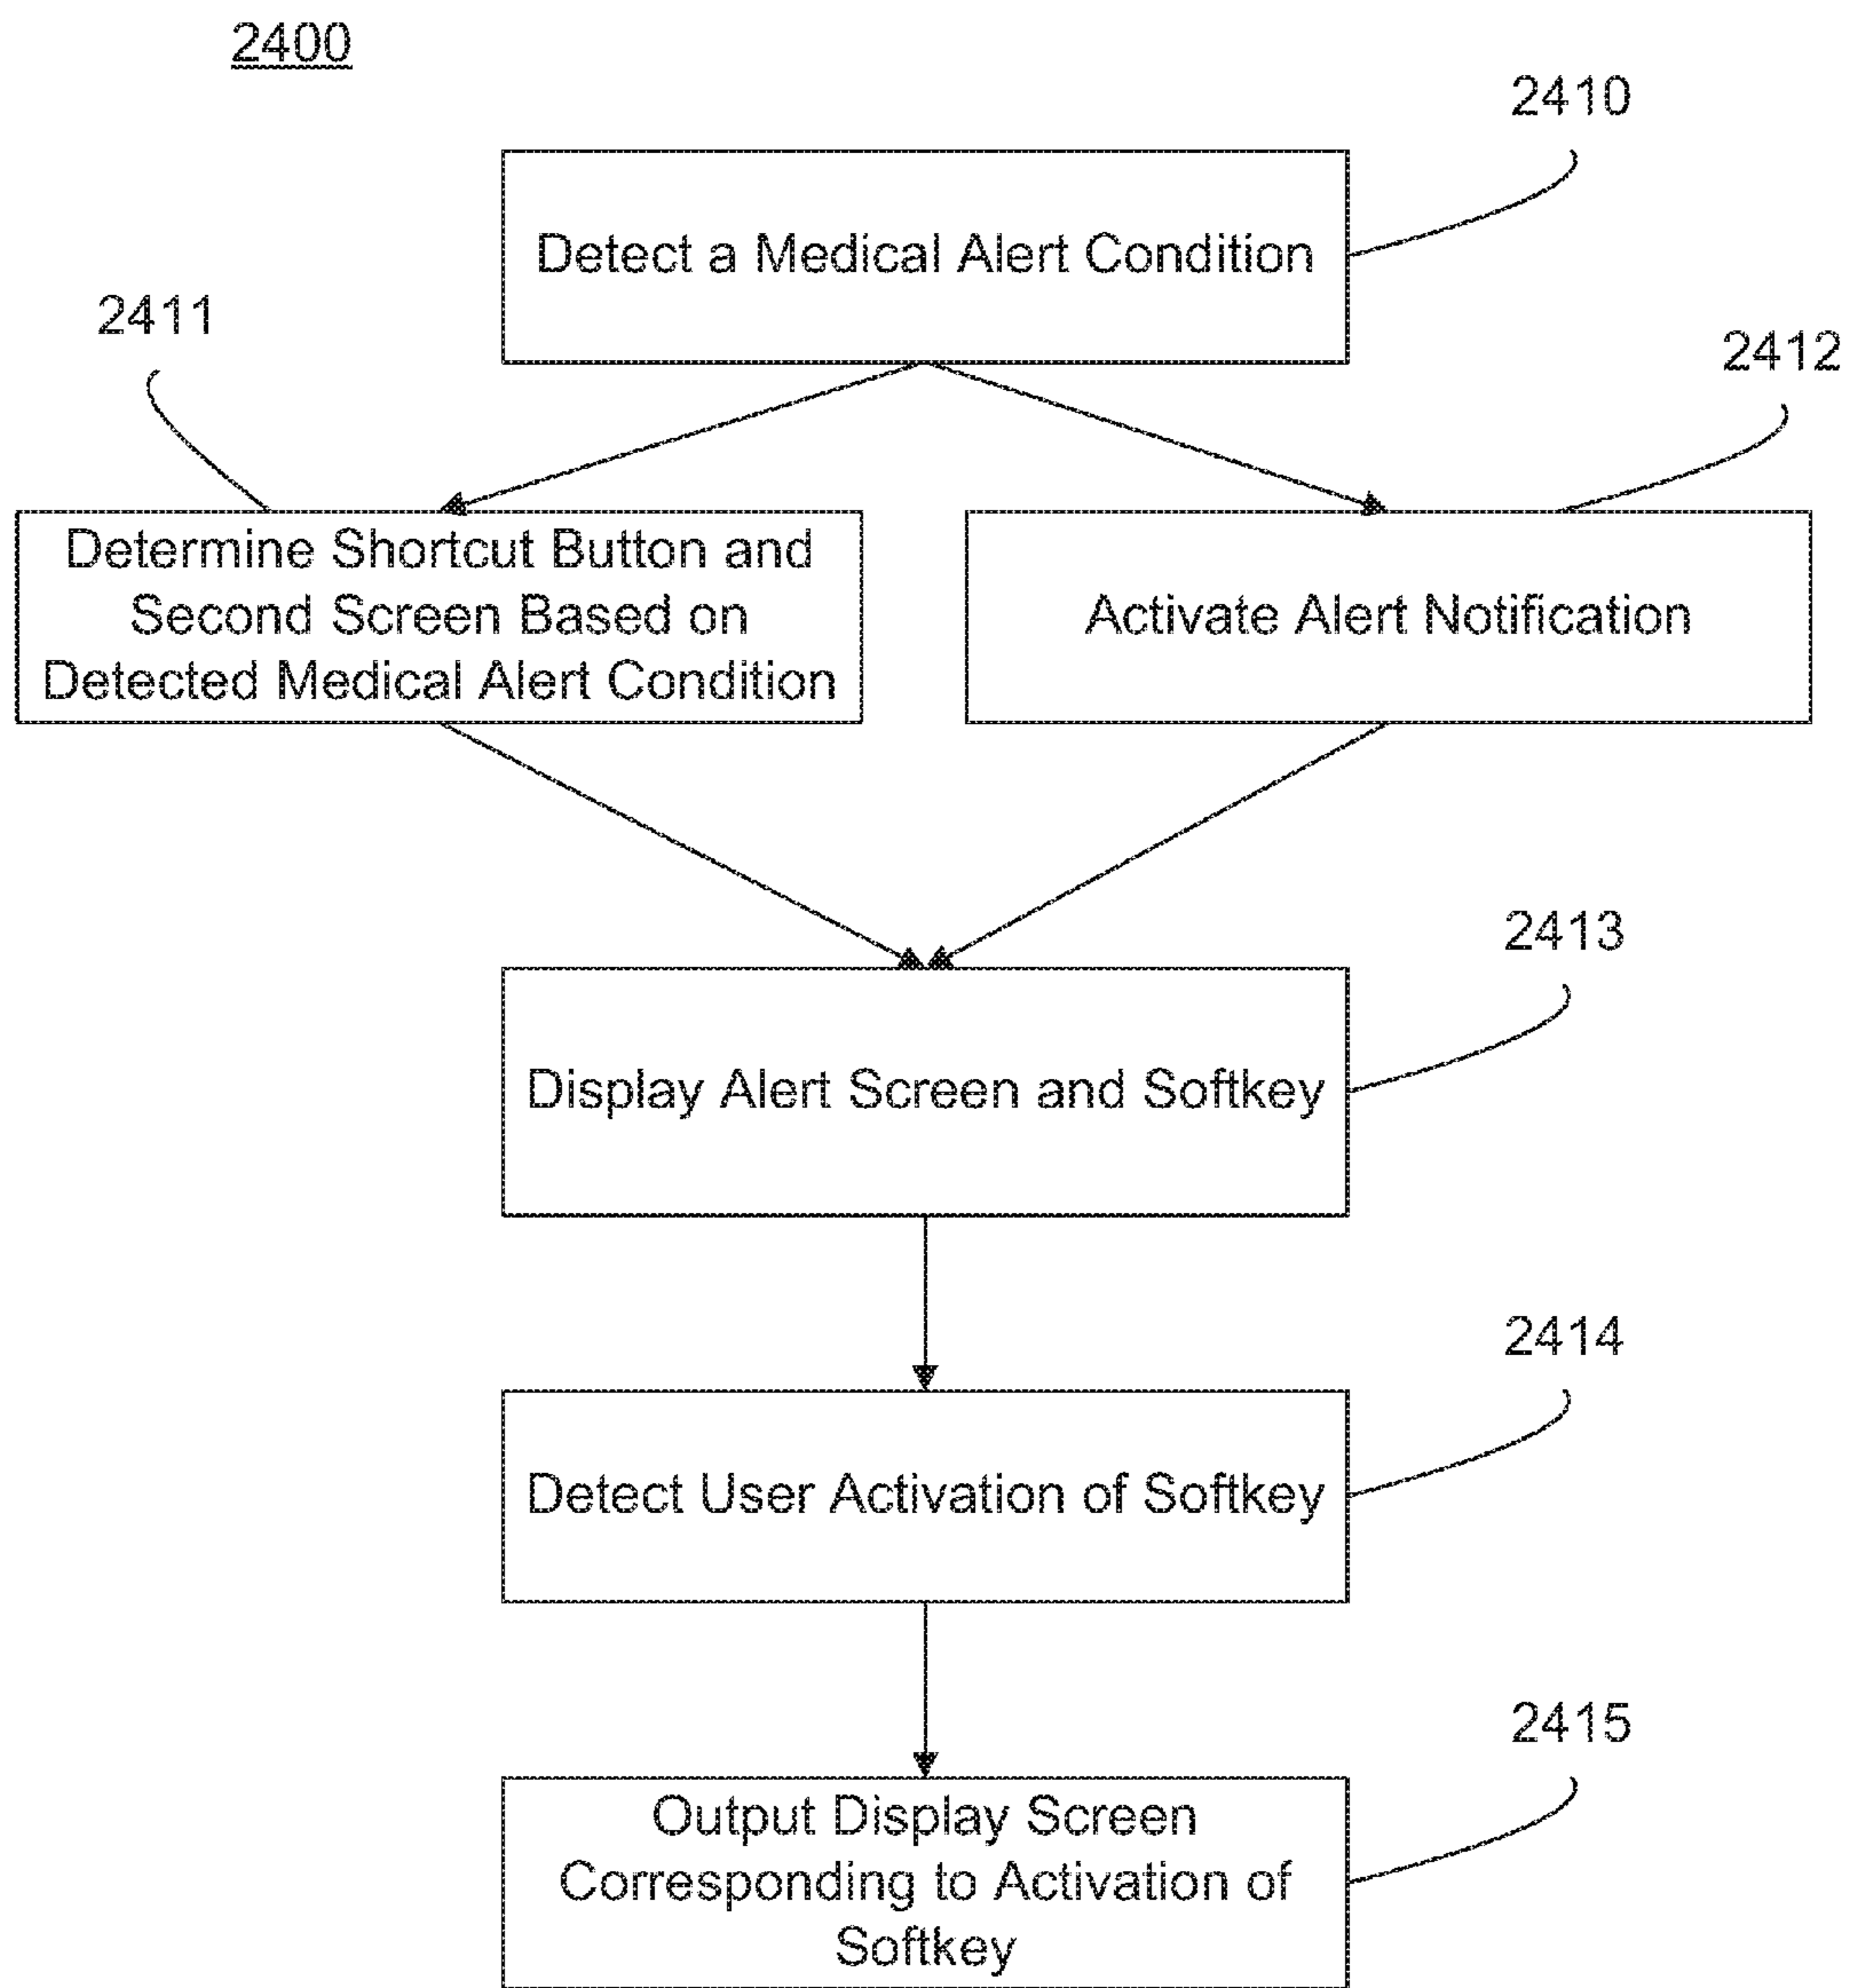 2400
2410
Detect a Medical Alert Condition
2411
2412
Determine Shortcut Button and
Second Screen Based on
Detected Medical Alert Condition
Activate Alert Notification
2413
Display Alert Screen and Softkey
2414
Detect User Activation of Softkey
2415
Output Display Screen
Corresponding to Activation of
Softkey